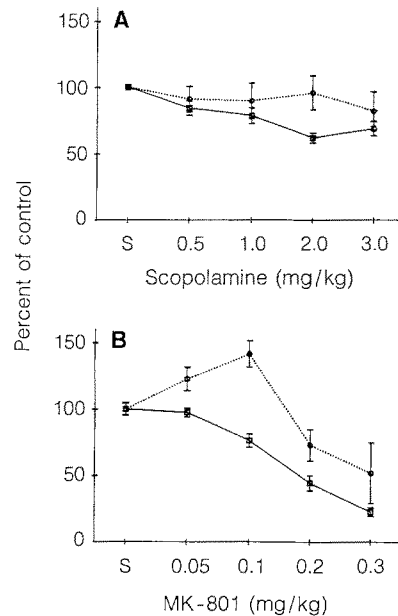 A
150
100
50
0
S 0.5 1.0 2.0 3.0
Scopolamine (mg/kg)
Percent of control
B
150
100
50
0
S 0.05 0.1 0.2 0.3
MK-801 (mg/kg)